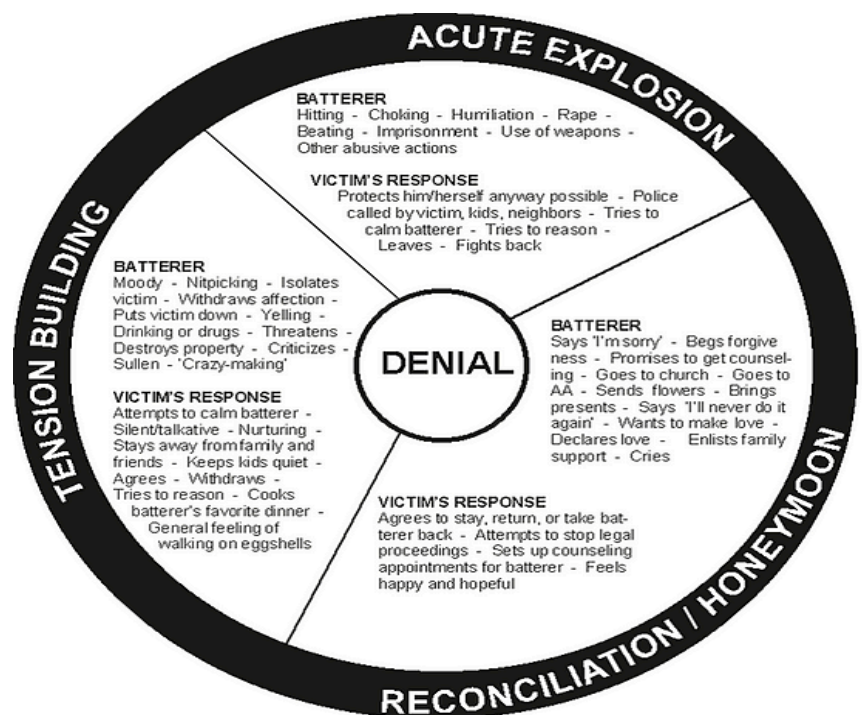 ACUTE EXPLOSION
BATTERER
Hitting - Choking - Humiliation - Rape -
Beating - Imprisonment - Use of weapons -
Other abusive actions
VICTIM'S RESPONSE
Protects him/herself anyway possible - Police
called by victim, kids, neighbors - Tries to
calm batterer - Tries to reason -
Leaves - Fights back
TENSION BUILDING
BATTERER
Moody - Nitpicking - Isolates
victim - Withdraws affection -
Puts victim down - Yelling -
Drinking or drugs - Threatens -
Destroys property - Criticizes -
Sullen - 'Crazy-making'
VICTIM'S RESPONSE
Attempts to calm batterer -
Silent/talkative - Nurturing -
Stays away from family and
friends - Keeps kids quiet -
Agrees - Withdraws -
Tries to reason - Cooks
batterer's favorite dinner -
General feeling of
walking on eggshells
DENIAL
BATTERER
Says 'I'm sorry' - Begs forgive
ness - Promises to get counsel-
ing - Goes to church - Goes to
AA - Sends flowers - Brings
presents - Says 'I'll never do it
again' - Wants to make love -
Declares love - Enlists family
support - Cries
VICTIM'S RESPONSE
Agrees to stay, return, or take bat-
terer back - Attempts to stop legal
proceedings - Sets up counseling
appointments for batterer - Feels
happy and hopeful
RECONCILIATION / HONEYMOON